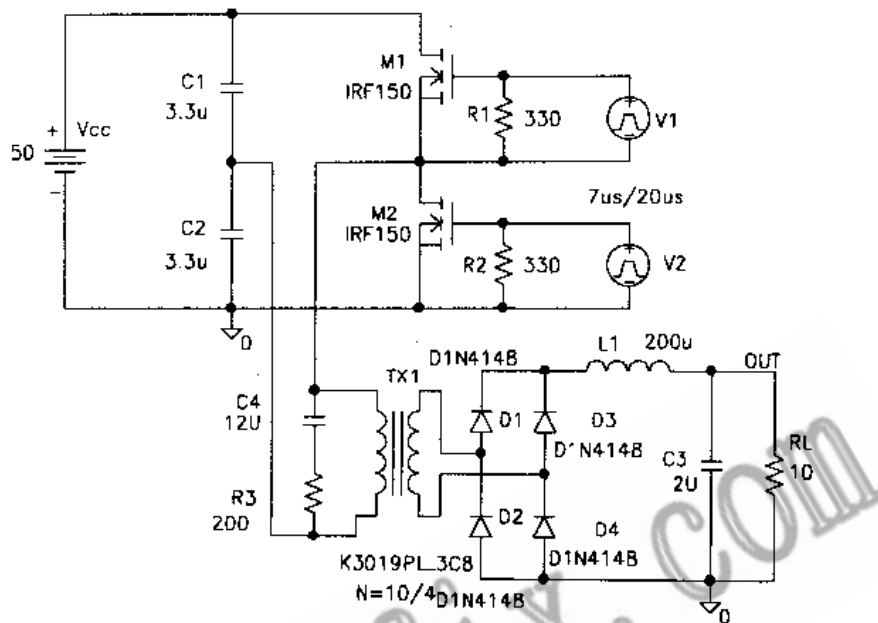 C1
3.3u
+
Vcc
50
-
C2
3.3u
0
M1
IRF150
R1
330
+
V1
M2
IRF150
7us/20us
R2
330
+
V2
L1
200u
OUT
D1N4148
TX1
C4
12U
R3
200
D1
D3
D1N4148
D2
D4
D1N4148
C3
2U
RL
10
K3019PL_3C8
N=10/4
D1N4148
0
.com